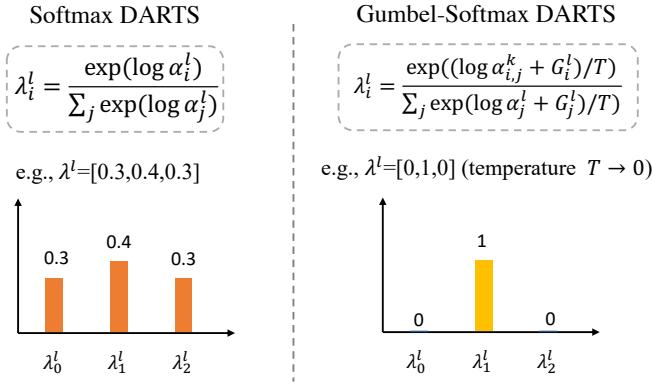 Softmax DARTS
λ_i^l = exp(log α_i^l) / ∑_j exp(log α_j^l)
e.g., λ^l=[0.3,0.4,0.3]
0.3 0.4 0.3
λ_0^l λ_1^l λ_2^l
Gumbel-Softmax DARTS
λ_i^l = exp((log α_{i,j}^k + G_i^l)/T) / ∑_j exp(log α_j^l + G_j^l)/T)
e.g., λ^l=[0,1,0] (temperature T → 0)
0 1 0
λ_0^l λ_1^l λ_2^l